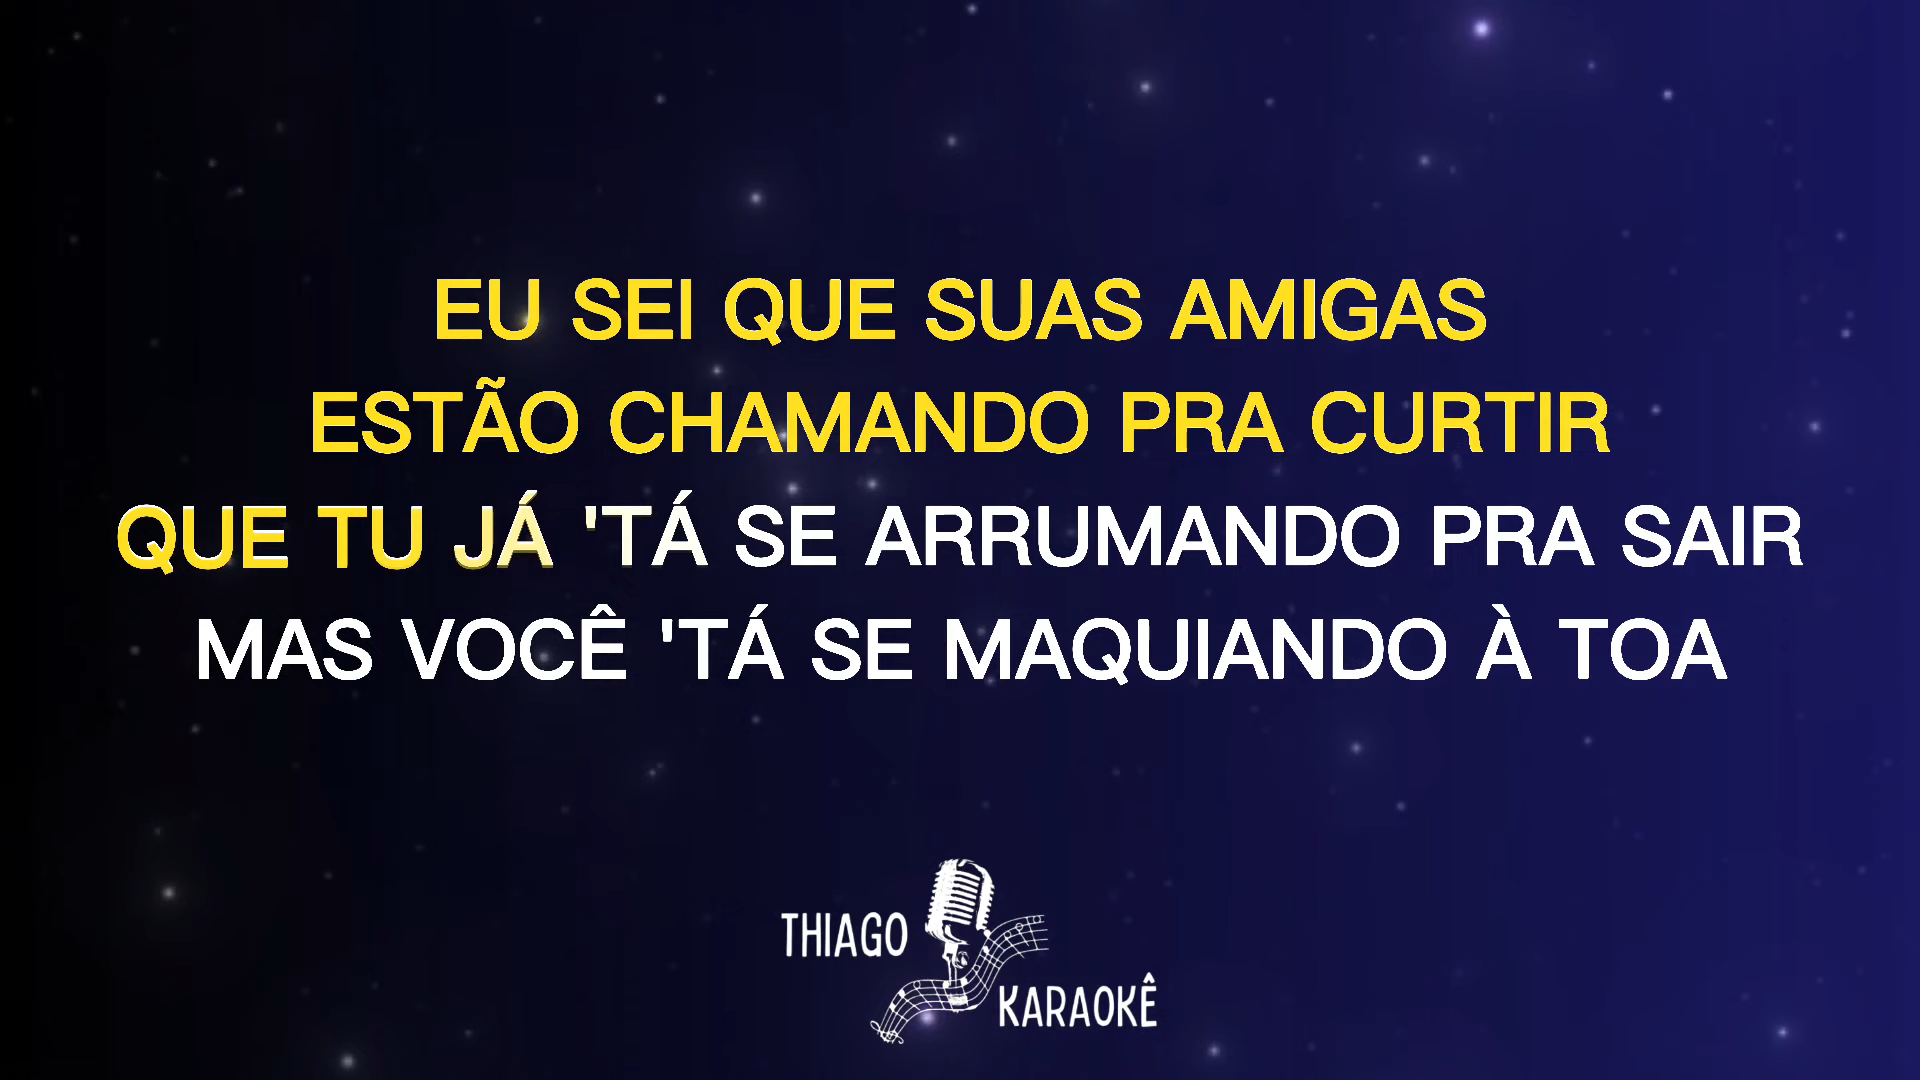 EU SEI QUE SUAS AMIGAS
ESTÃO CHAMANDO PRA CURTIR
QUE TU JÁ 'TÁ SE ARRUMANDO PRA SAIR
MAS VOCÊ 'TÁ SE MAQUIANDO À TOA
THIAGO
KARAOKÊ